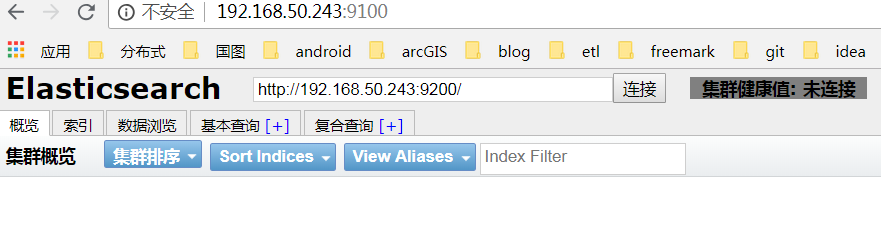 不安全 192.168.50.243:9100
应用 分布式 国图 android arcGIS blog etl freemark git idea
Elasticsearch http://192.168.50.243:9200/ 连接 集群健康值: 未连接
概览 索引 数据浏览 基本查询 [+] 复合查询 [+]
集群概览 集群排序 Sort Indices View Aliases Index Filter